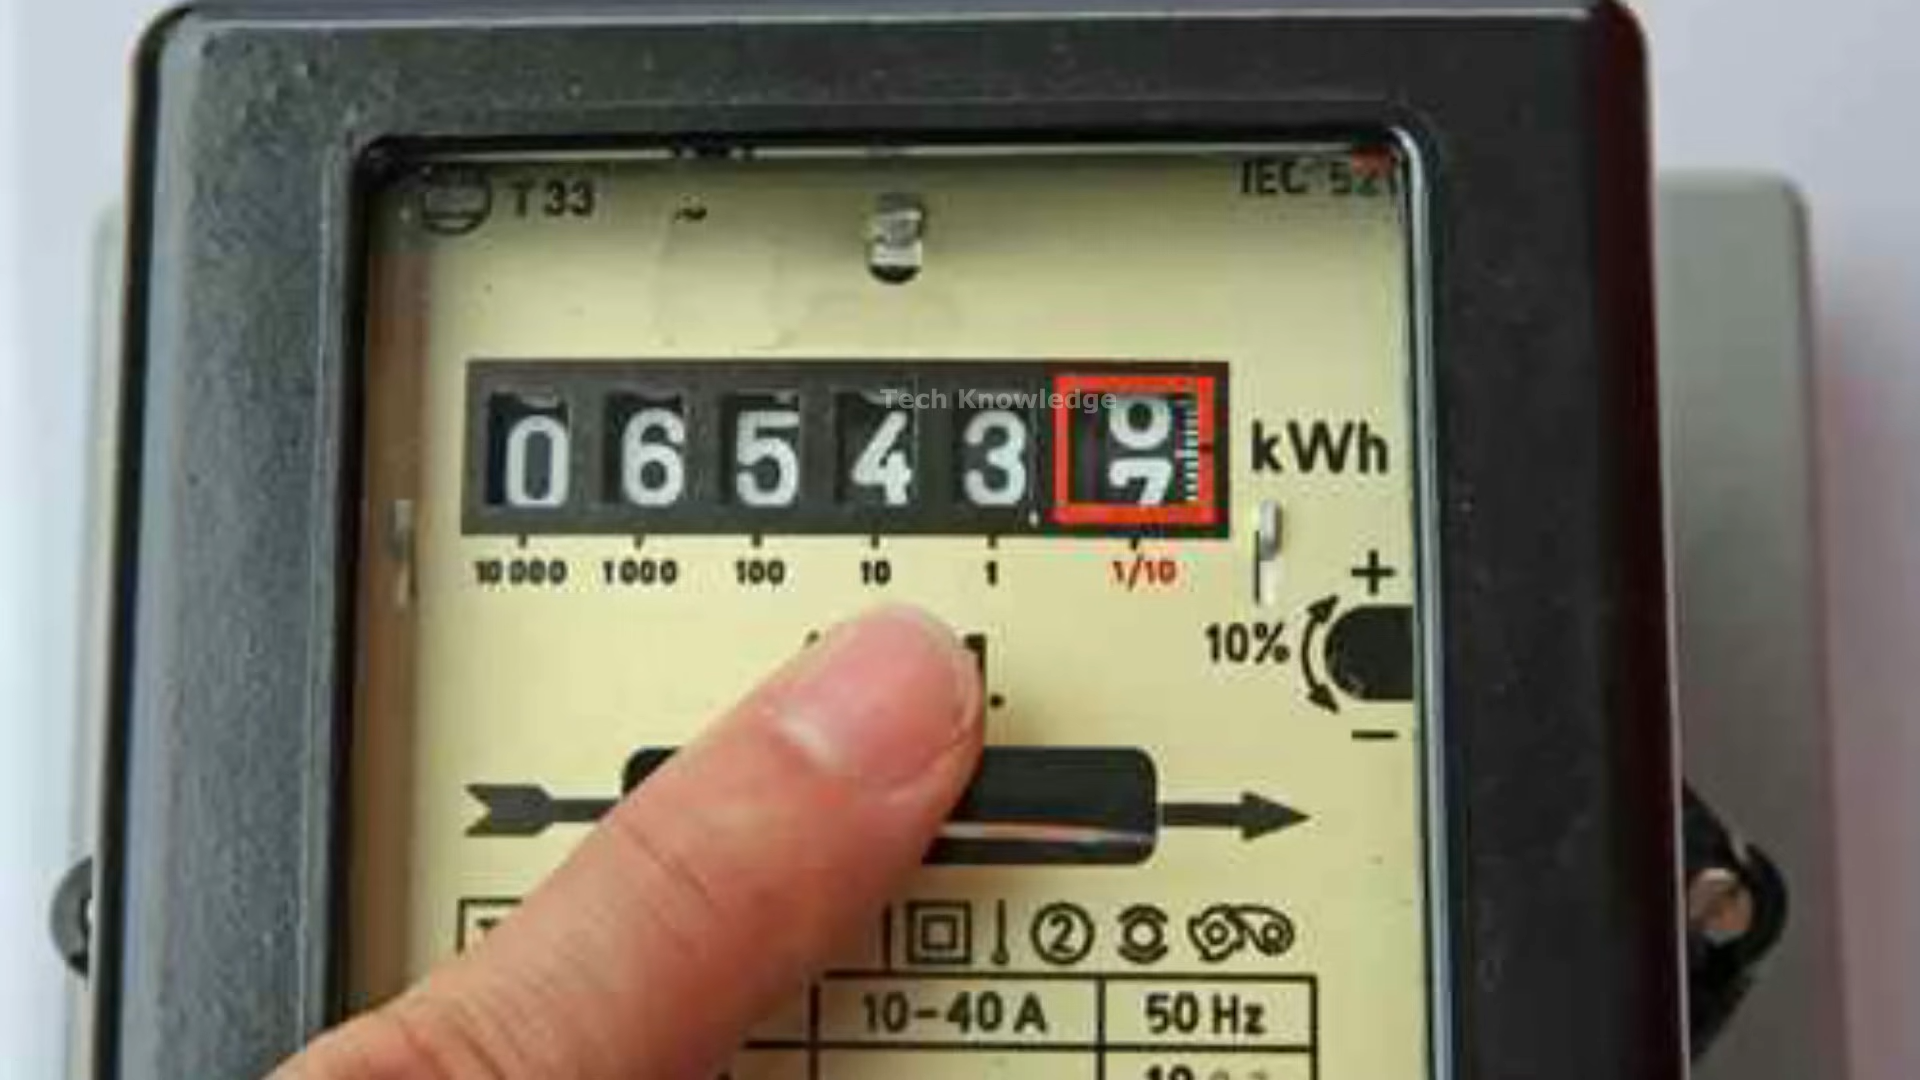 T 33
IEC 521
Tech Knowledge
0 6 5 4 3 kWh
10 000 1 000 100 10 1 1/10
+
10%
−
2
10-40 A 50 Hz